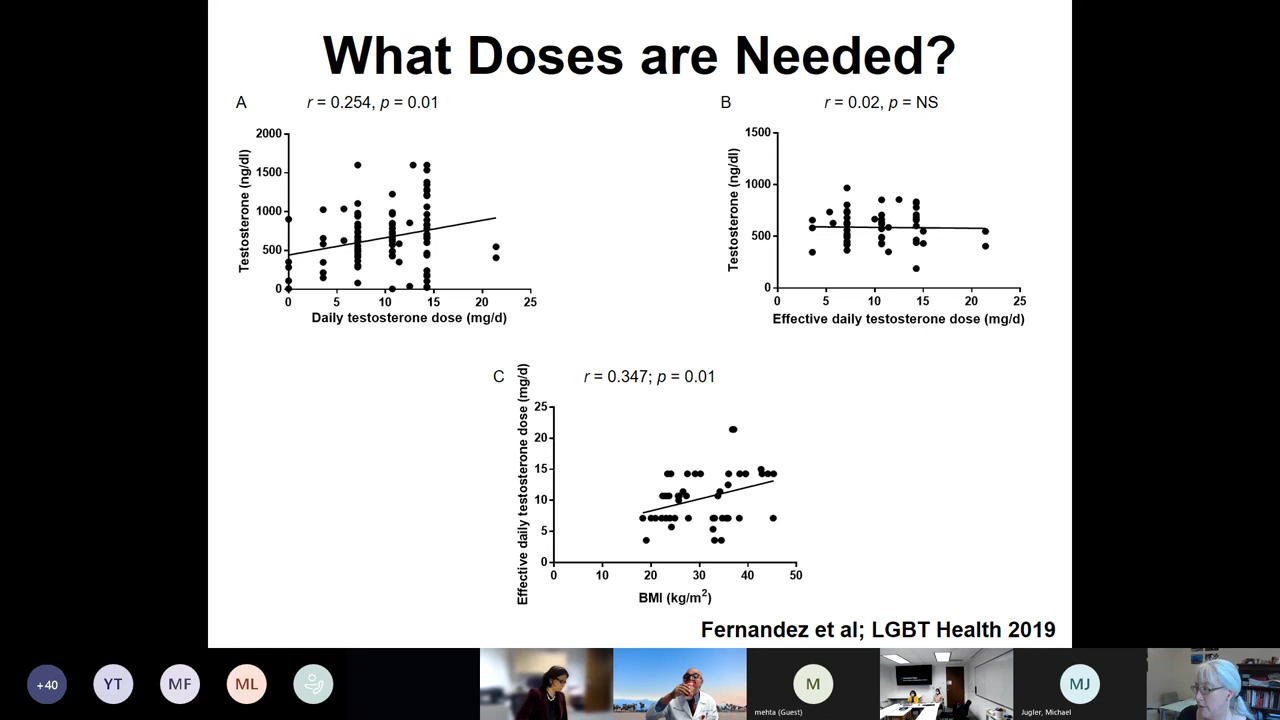 What Doses are Needed?
A
r = 0.254, p = 0.01
2000
1500
1000
500
0
Testosterone (ng/dl)
0 5 10 15 20 25
Daily testosterone dose (mg/d)
B
r = 0.02, p = NS
1500
1000
500
0
Testosterone (ng/dl)
0 5 10 15 20 25
Effective daily testosterone dose (mg/d)
C
r = 0.347; p = 0.01
25
20
15
10
5
0
Effective daily testosterone dose (mg/d)
0 10 20 30 40 50
BMI (kg/m2)
Fernandez et al; LGBT Health 2019
+40
YT
MF
ML
M
mehta (Guest)
MJ
Jugler, Michael